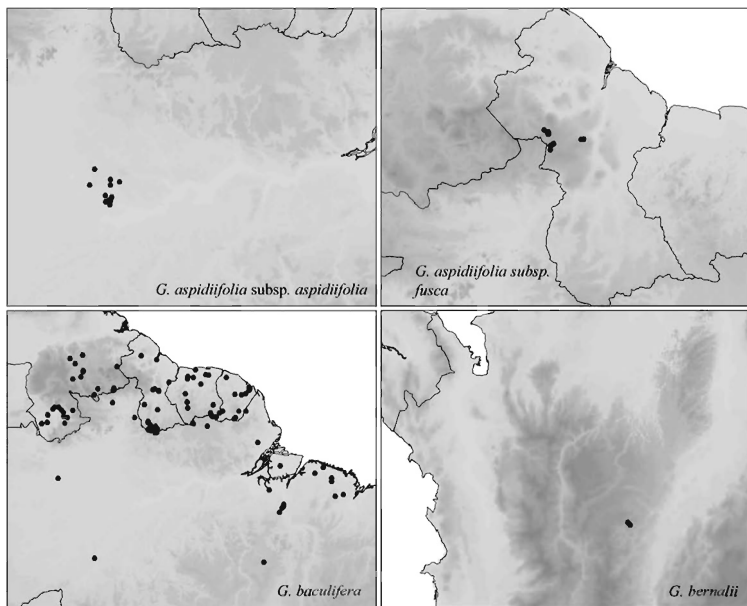 G. aspidiifolia subsp. aspidiifolia
G. aspidiifolia subsp.
fusca
G. baculifera
G. bernalii